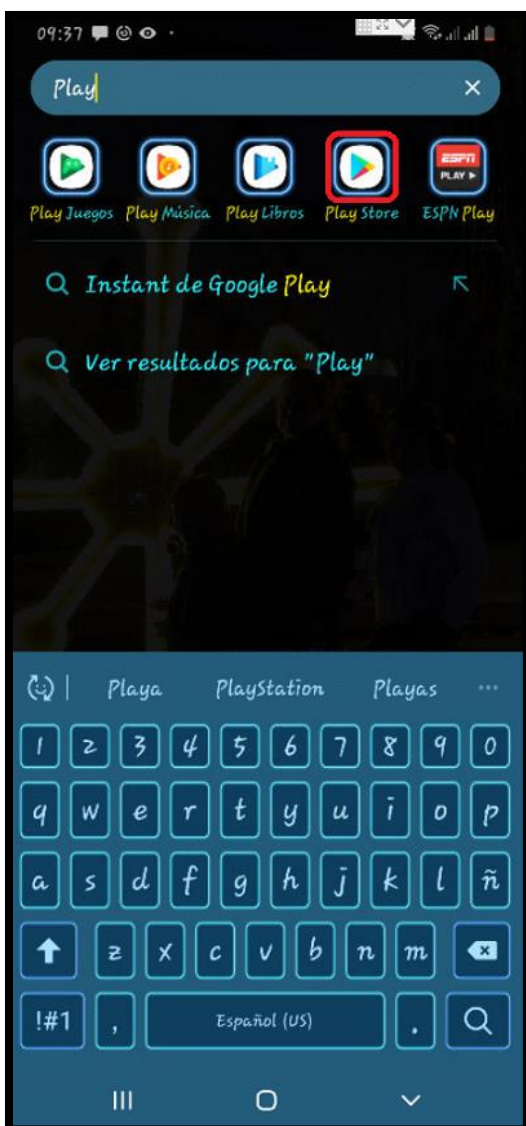 09:37
Play
Play Juegos Play Música Play Libros Play Store ESPN Play
ESPN
PLAY
Instant de Google Play
Ver resultados para "Play"
Playa PlayStation Playas ...
1 2 3 4 5 6 7 8 9 0
q w e r t y u i o p
a s d f g h j k l ñ
z x c v b n m
!#1 , Español (US) .